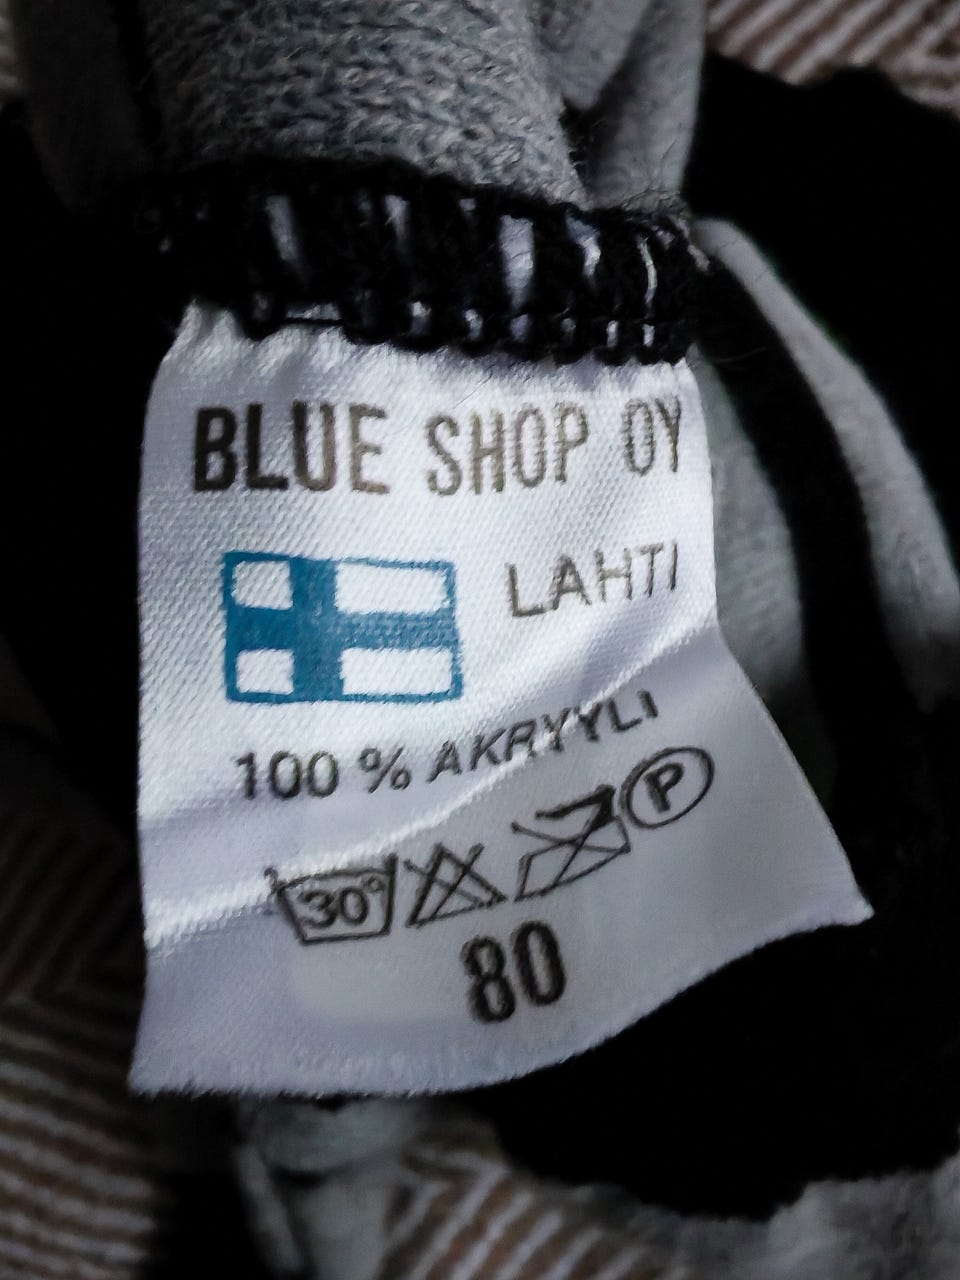 BLUE SHOP OY
LAHTI
100 % AKRYYLI
30° P
80